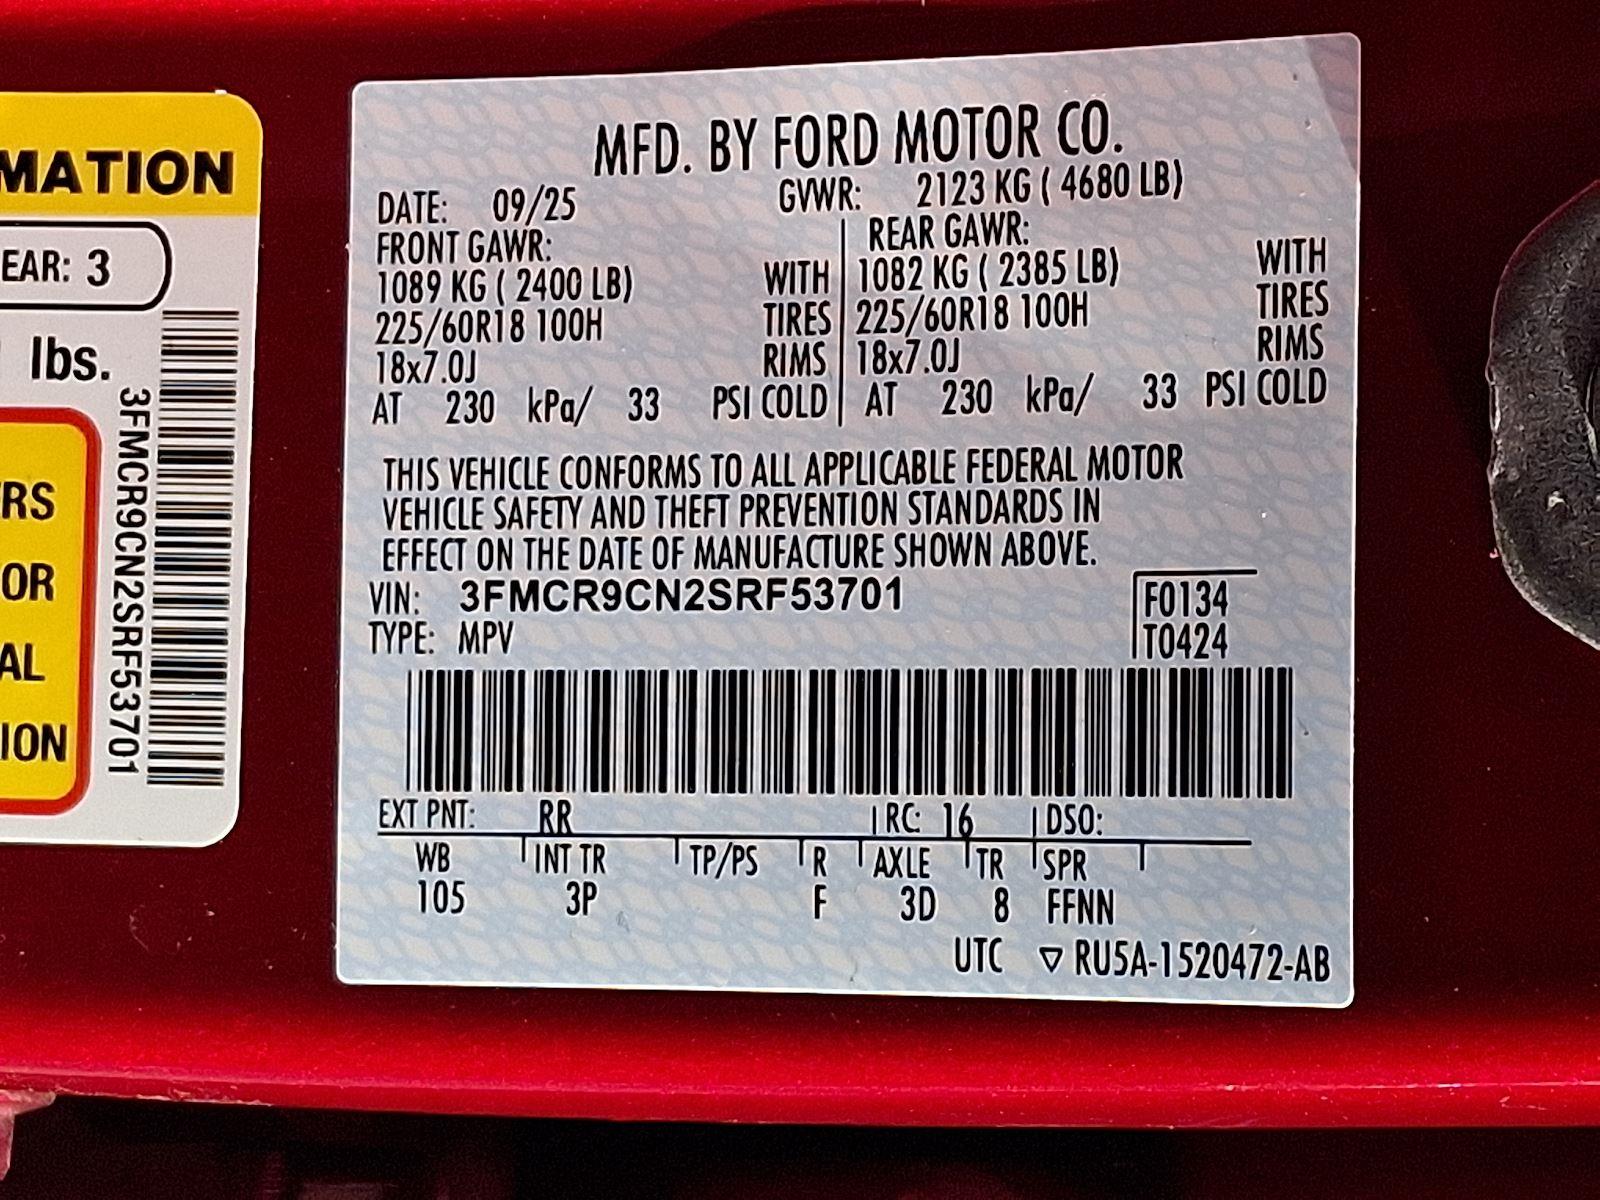 MATION
EAR: 3
lbs.
3FMCR9CN2SRF53701
RS
OR
AL
ION
MFD. BY FORD MOTOR CO.
DATE: 09/25 GVWR: 2123 KG ( 4680 LB)
FRONT GAWR: REAR GAWR:
1089 KG ( 2400 LB) WITH 1082 KG ( 2385 LB) WITH
225/60R18 100H TIRES 225/60R18 100H TIRES
18x7.0J RIMS 18x7.0J RIMS
AT 230 kPa/ 33 PSI COLD AT 230 kPa/ 33 PSI COLD
THIS VEHICLE CONFORMS TO ALL APPLICABLE FEDERAL MOTOR
VEHICLE SAFETY AND THEFT PREVENTION STANDARDS IN
EFFECT ON THE DATE OF MANUFACTURE SHOWN ABOVE.
VIN: 3FMCR9CN2SRF53701 F0134
TYPE: MPV T0424
EXT PNT: RR RC: 16 DSO:
WB INT TR TP/PS R AXLE TR SPR
105 3P F 3D 8 FFNN
UTC ▽ RU5A-1520472-AB